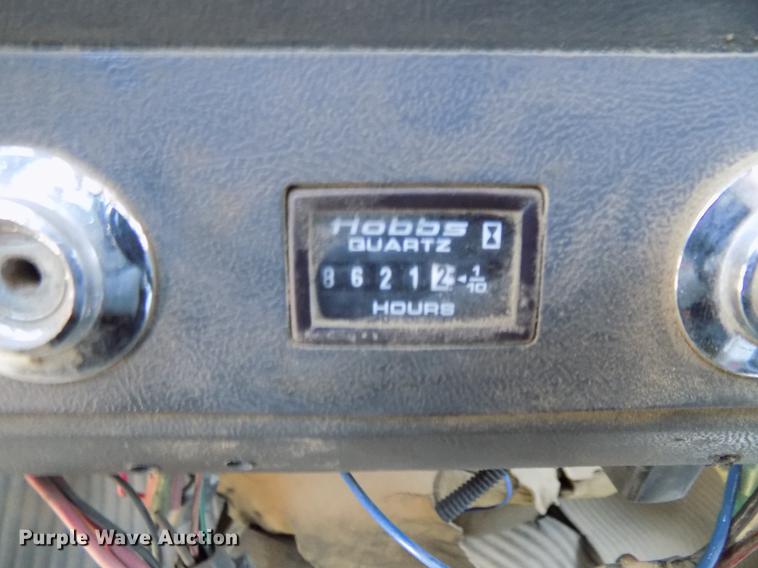 Hobbs
QUARTZ
8 6 2 1 2 1/10
HOURS
Purple Wave Auction